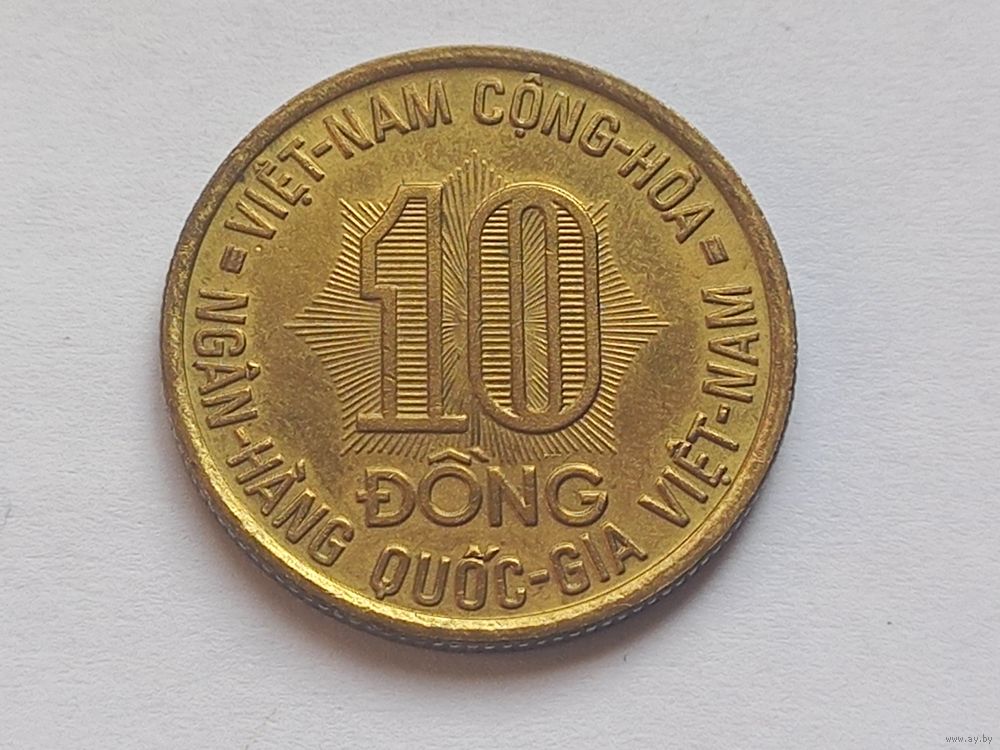 VIỆT-NAM CỘNG-HÒA
10
ĐỒNG
NGÂN-HÀNG QUỐC-GIA VIỆT-NAM
www.ay.by